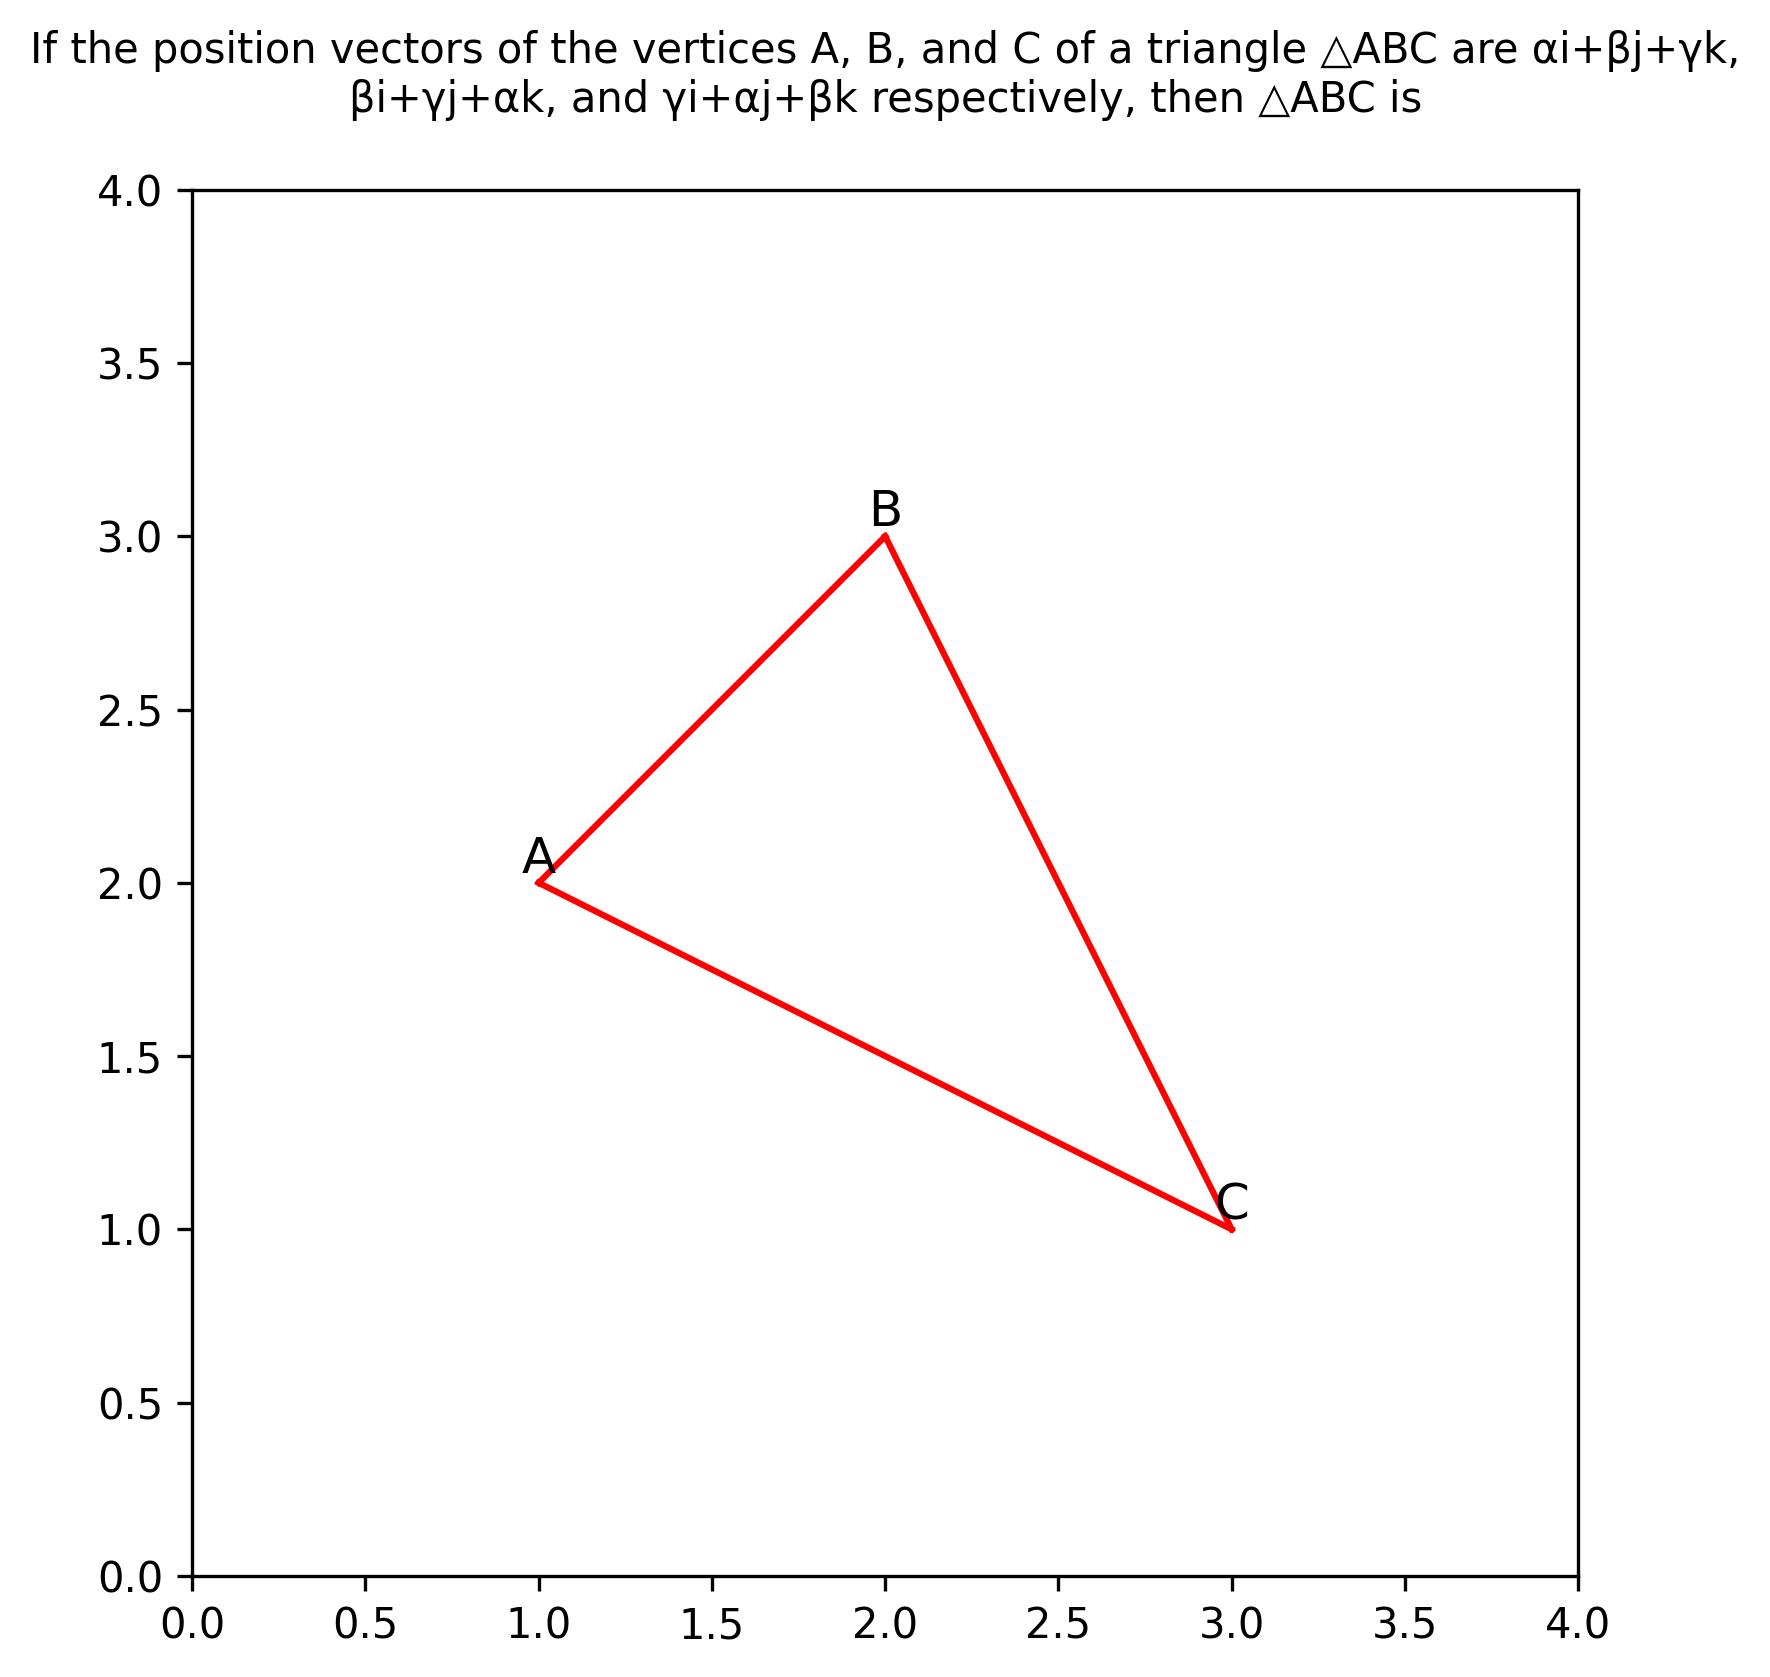 If the position vectors of the vertices A, B, and C of a triangle △ABC are αi+βj+γk,
βi+γj+αk, and γi+αj+βk respectively, then △ABC is
4.0
3.5
3.0
2.5
2.0
1.5
1.0
0.5
0.0
B
A
C
0.0 0.5 1.0 1.5 2.0 2.5 3.0 3.5 4.0